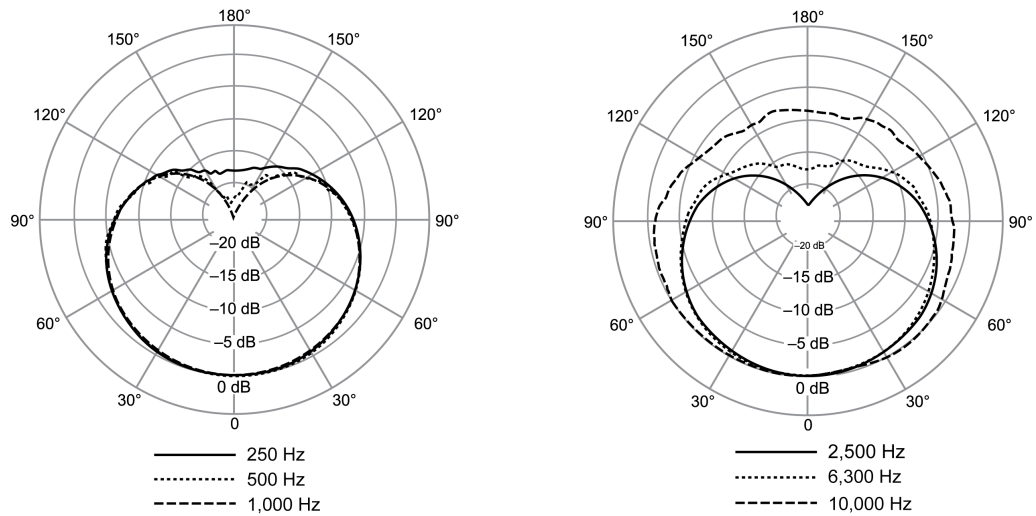 180°
150° 150°
120° 120°
90° 90°
–20 dB
–15 dB
–10 dB
–5 dB
60° 60°
0 dB
30° 30°
0
250 Hz
500 Hz
1,000 Hz
180°
150° 150°
120° 120°
90° 90°
–20 dB
–15 dB
–10 dB
–5 dB
60° 60°
0 dB
30° 30°
0
2,500 Hz
6,300 Hz
10,000 Hz